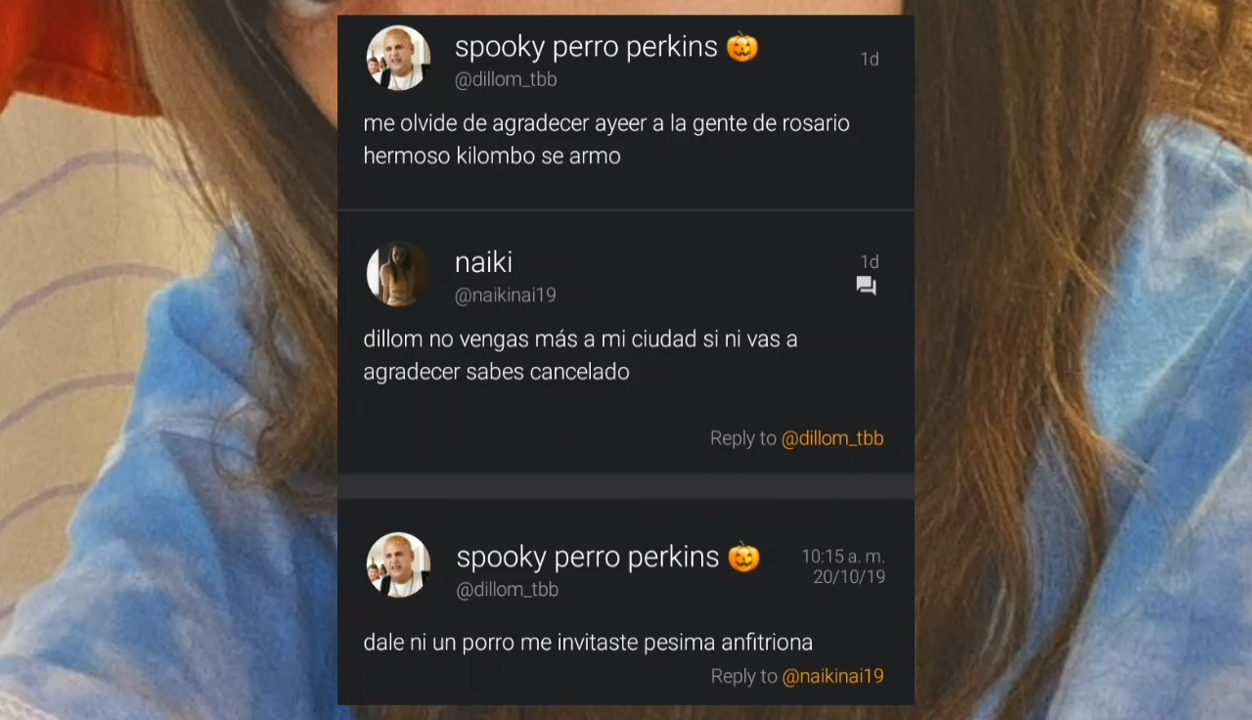 spooky perro perkins 🎃
1d
@dillom_tbb
me olvide de agradecer ayeer a la gente de rosario
hermoso kilombo se armo
naiki
1d
@naikinai19
dillom no vengas más a mi ciudad si ni vas a
agradecer sabes cancelado
Reply to @dillom_tbb
spooky perro perkins 🎃
10:15 a. m.
20/10/19
@dillom_tbb
dale ni un porro me invitaste pesima anfitriona
Reply to @naikinai19